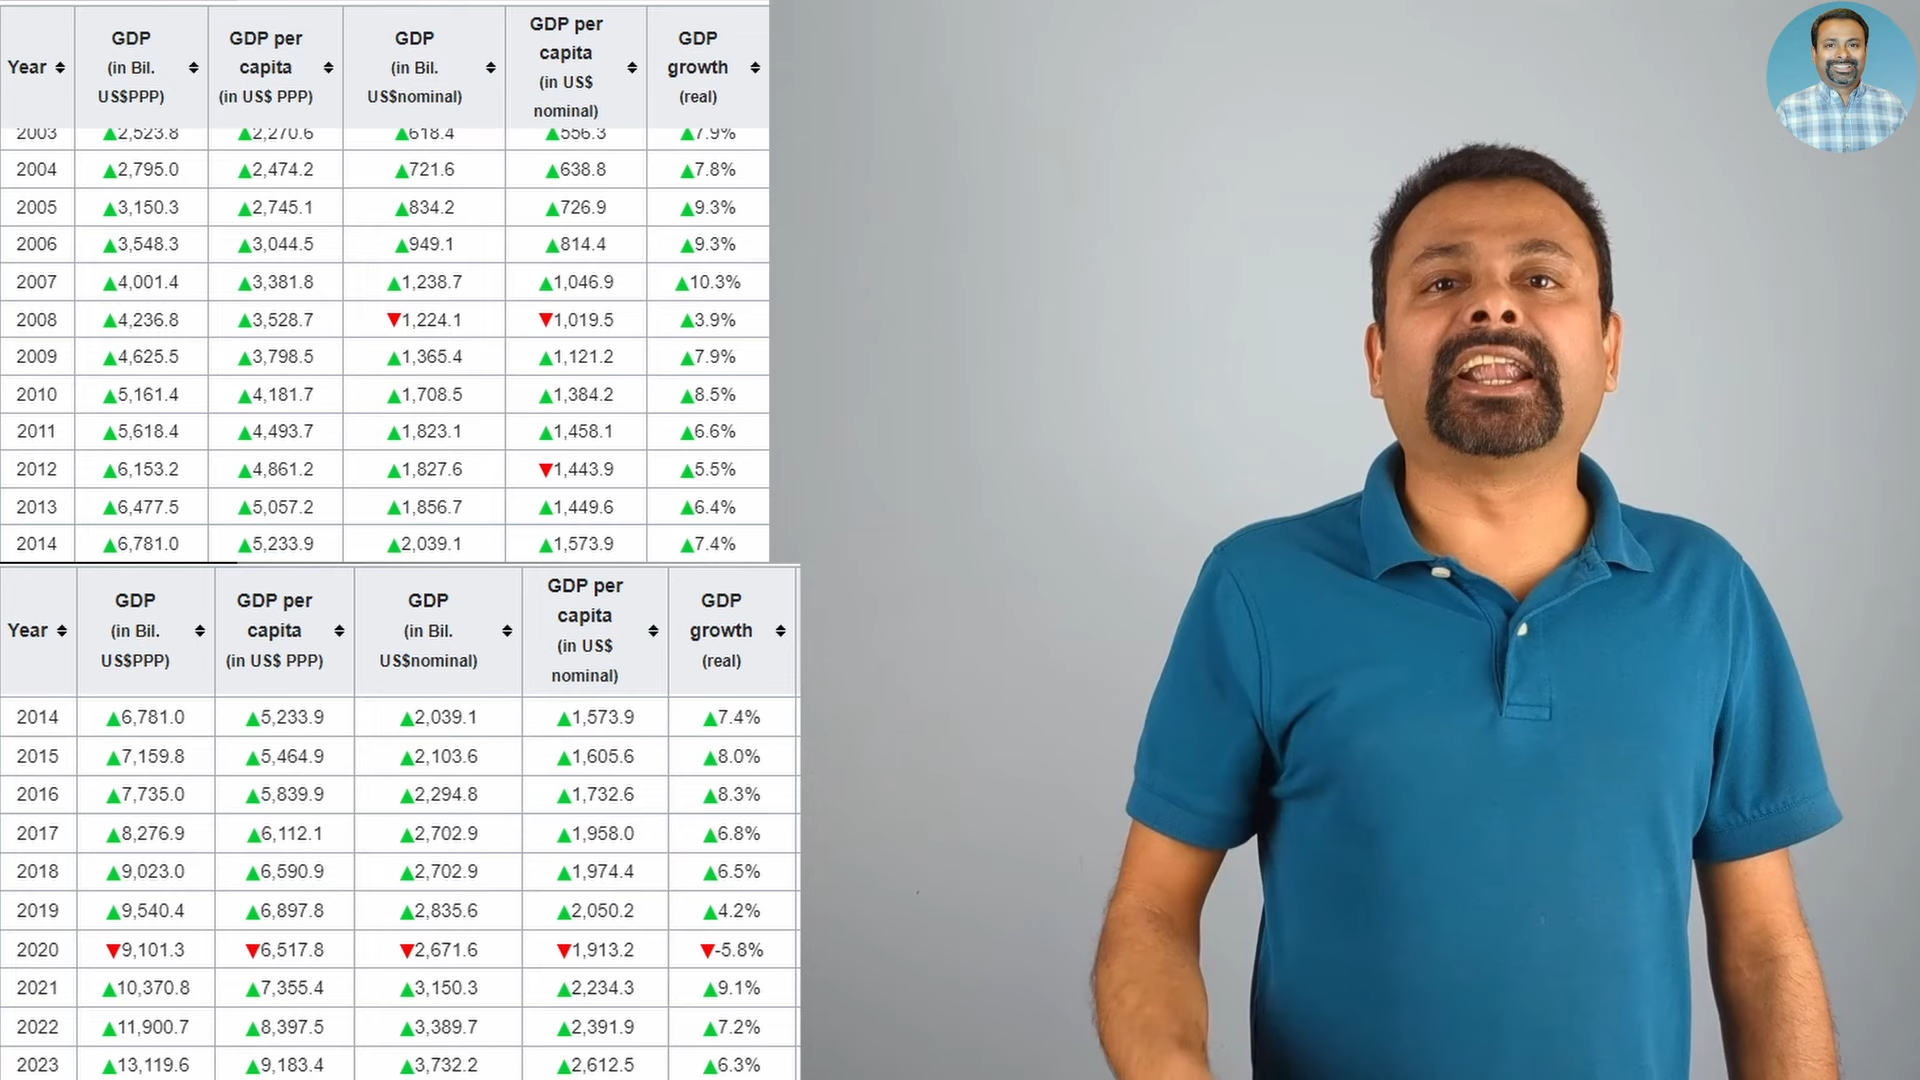 Year GDP (in Bil. US$PPP) GDP per capita (in US$ PPP) GDP (in Bil. US$nominal) GDP per capita (in US$ nominal) GDP growth (real)
2003 ▲2,523.8 ▲2,270.6 ▲618.4 ▲556.3 ▲7.9%
2004 ▲2,795.0 ▲2,474.2 ▲721.6 ▲638.8 ▲7.8%
2005 ▲3,150.3 ▲2,745.1 ▲834.2 ▲726.9 ▲9.3%
2006 ▲3,548.3 ▲3,044.5 ▲949.1 ▲814.4 ▲9.3%
2007 ▲4,001.4 ▲3,381.8 ▲1,238.7 ▲1,046.9 ▲10.3%
2008 ▲4,236.8 ▲3,528.7 ▼1,224.1 ▼1,019.5 ▲3.9%
2009 ▲4,625.5 ▲3,798.5 ▲1,365.4 ▲1,121.2 ▲7.9%
2010 ▲5,161.4 ▲4,181.7 ▲1,708.5 ▲1,384.2 ▲8.5%
2011 ▲5,618.4 ▲4,493.7 ▲1,823.1 ▲1,458.1 ▲6.6%
2012 ▲6,153.2 ▲4,861.2 ▲1,827.6 ▼1,443.9 ▲5.5%
2013 ▲6,477.5 ▲5,057.2 ▲1,856.7 ▲1,449.6 ▲6.4%
2014 ▲6,781.0 ▲5,233.9 ▲2,039.1 ▲1,573.9 ▲7.4%
Year GDP (in Bil. US$PPP) GDP per capita (in US$ PPP) GDP (in Bil. US$nominal) GDP per capita (in US$ nominal) GDP growth (real)
2014 ▲6,781.0 ▲5,233.9 ▲2,039.1 ▲1,573.9 ▲7.4%
2015 ▲7,159.8 ▲5,464.9 ▲2,103.6 ▲1,605.6 ▲8.0%
2016 ▲7,735.0 ▲5,839.9 ▲2,294.8 ▲1,732.6 ▲8.3%
2017 ▲8,276.9 ▲6,112.1 ▲2,702.9 ▲1,958.0 ▲6.8%
2018 ▲9,023.0 ▲6,590.9 ▲2,702.9 ▲1,974.4 ▲6.5%
2019 ▲9,540.4 ▲6,897.8 ▲2,835.6 ▲2,050.2 ▲4.2%
2020 ▼9,101.3 ▼6,517.8 ▼2,671.6 ▼1,913.2 ▼-5.8%
2021 ▲10,370.8 ▲7,355.4 ▲3,150.3 ▲2,234.3 ▲9.1%
2022 ▲11,900.7 ▲8,397.5 ▲3,389.7 ▲2,391.9 ▲7.2%
2023 ▲13,119.6 ▲9,183.4 ▲3,732.2 ▲2,612.5 ▲6.3%